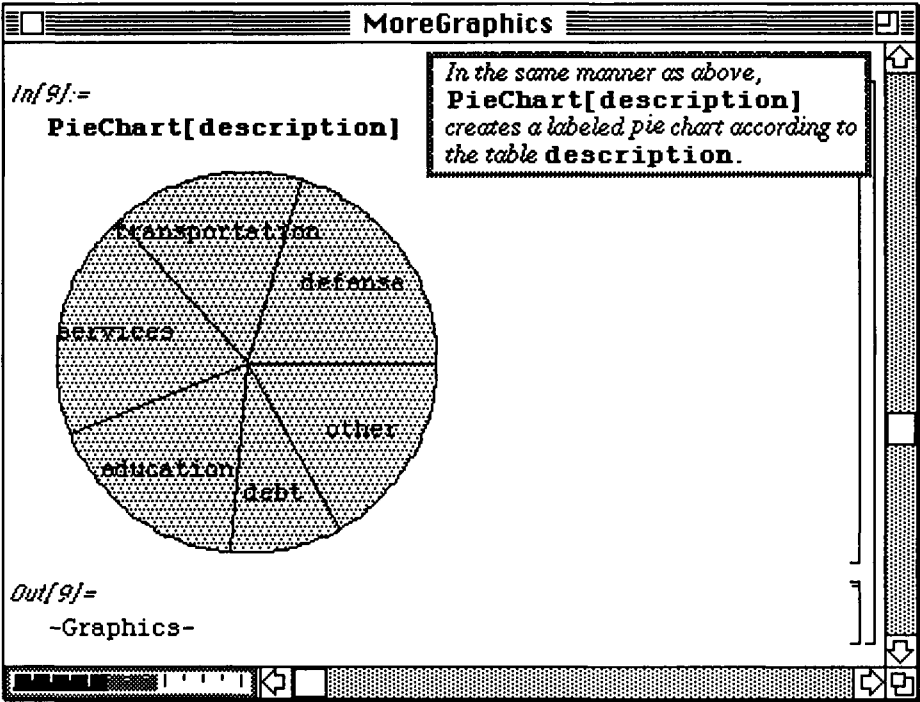 MoreGraphics
In[9]:=
PieChart[description]
In the same manner as above,
PieChart[description]
creates a labeled pie chart according to
the table description.
transportation
defense
services
other
education
debt
Out[9]=
-Graphics-